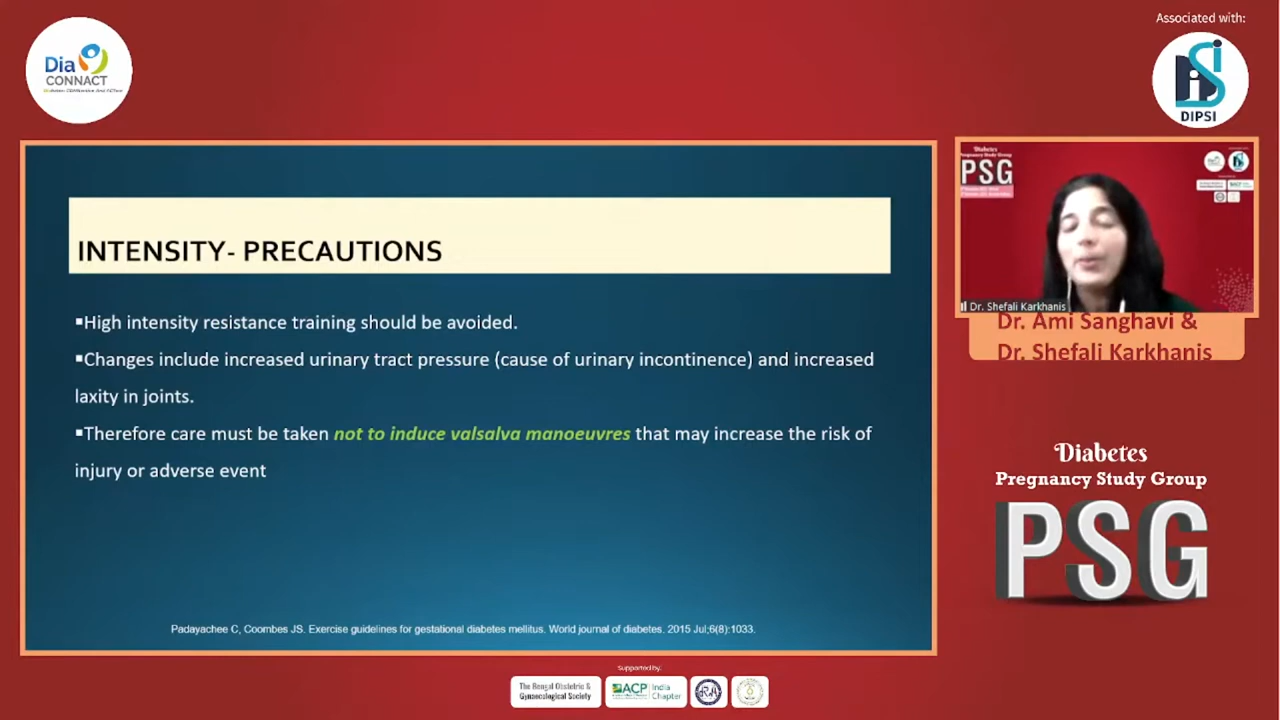 Associated with:
Dia
CONNACT
DIPSI
Diabetes
Pregnancy Study Group
PSG
INTENSITY- PRECAUTIONS
▪High intensity resistance training should be avoided.
▪Changes include increased urinary tract pressure (cause of urinary incontinence) and increased
laxity in joints.
▪Therefore care must be taken not to induce valsalva manoeuvres that may increase the risk of
injury or adverse event
Padayachee C, Coombes JS. Exercise guidelines for gestational diabetes mellitus. World journal of diabetes. 2015 Jul;6(8):1033.
Dr. Shefali Karkhanis
Dr. Ami Sanghavi &
Dr. Shefali Karkhanis
Diabetes
Pregnancy Study Group
PSG
Supported by:
The Bengal Obstetric &
Gynaecological Society
ACP
India
Chapter